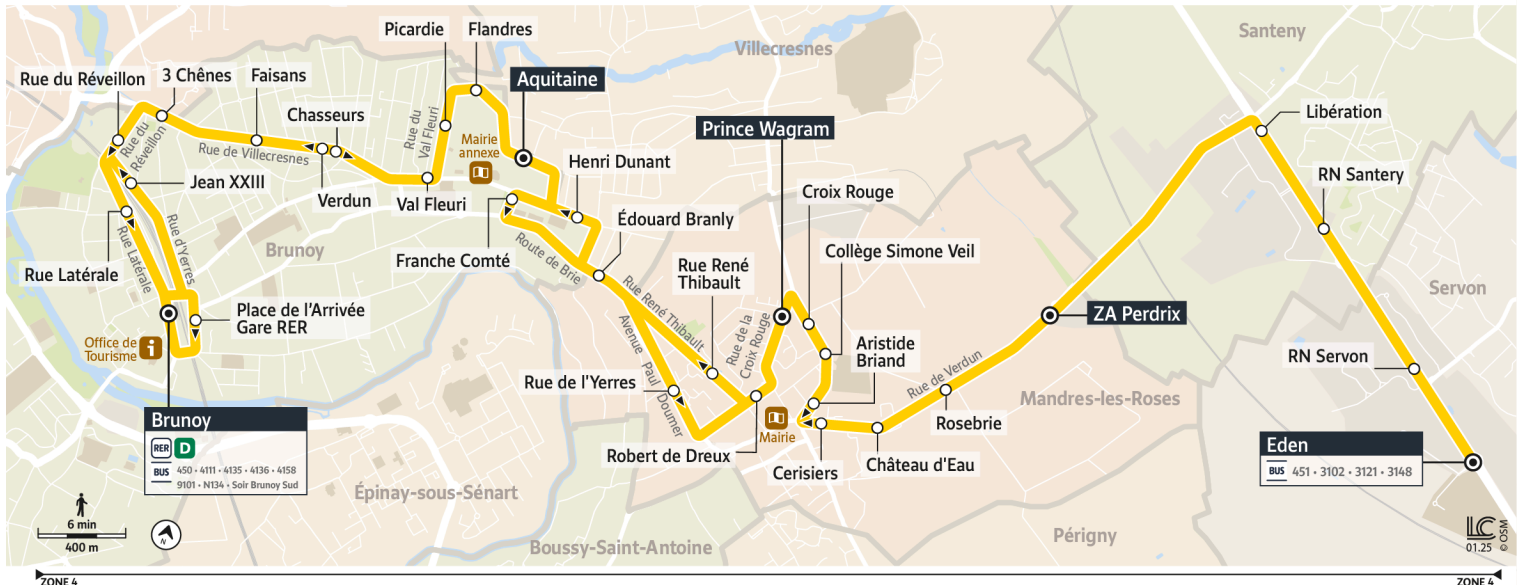 Picardie
Flandres
Villecresnes
Santeny
Rue du Réveillon
3 Chênes
Faisans
Aquitaine
Chasseurs
Libération
Prince Wagram
Rue du
Réveillon
Rue de Villecresnes
Rue du
Val Fleuri
Mairie
annexe
Henri Dunant
RN Santery
Jean XXIII
Verdun
Val Fleuri
Croix Rouge
Édouard Branly
Rue d'Yerres
Rue Latérale
Rue Latérale
Brunoy
Franche Comté
Route de Brie
Rue René
Thibault
Collège Simone Veil
Servon
Place de l'Arrivée
Gare RER
Rue René Thibault
Avenue Paul Doumer
Rue de la
Croix Rouge
ZA Perdrix
Office de
Tourisme
i
Aristide
Briand
RN Servon
Rue de l'Yerres
Rue de Verdun
Mandres-les-Roses
Brunoy
RER D
BUS 450 • 4111 • 4135 • 4136 • 4158
9101 • N134 • Soir Brunoy Sud
Mairie
Rosebrie
Robert de Dreux
Cerisiers
Château d'Eau
Eden
BUS 451 • 3102 • 3121 • 3148
Épinay-sous-Sénart
6 min
400 m
N
Boussy-Saint-Antoine
Périgny
LC
01.25
© OSM
ZONE 4
ZONE 4